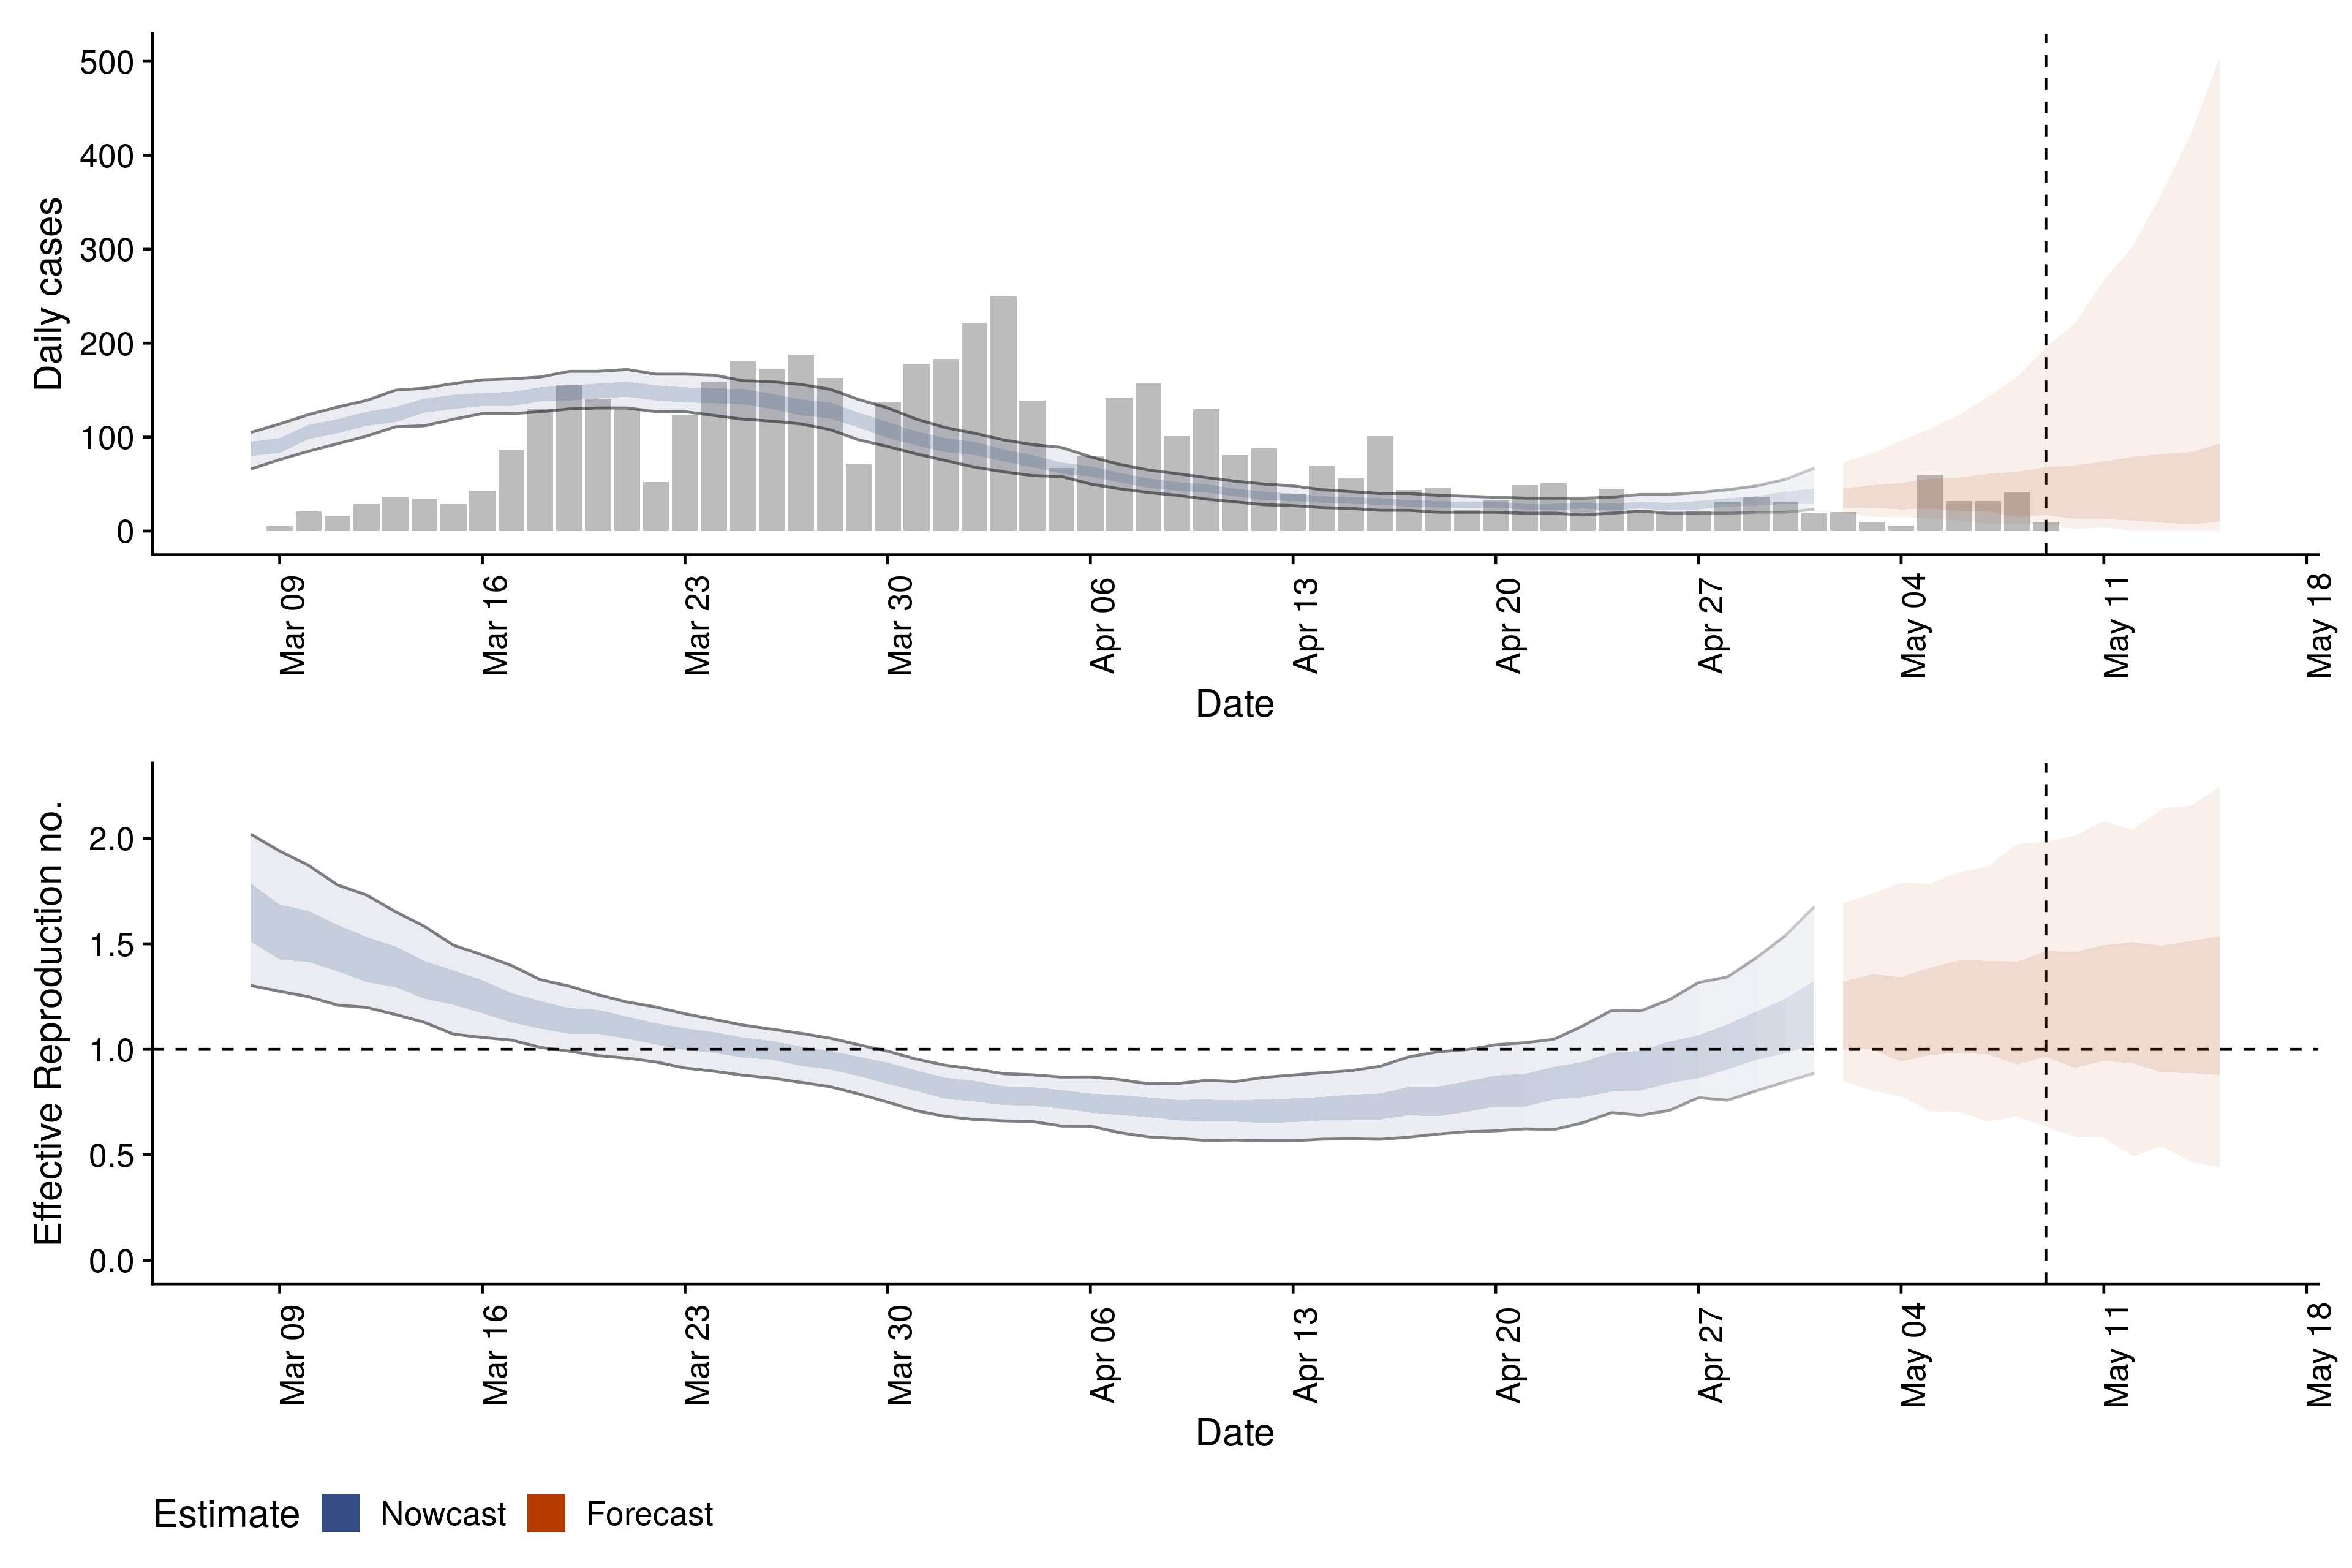 500
400
300
200
100
0
Daily cases
Mar 09
Mar 16
Mar 23
Mar 30
Apr 06
Apr 13
Apr 20
Apr 27
May 04
May 11
May 18
Date
2.0
1.5
1.0
0.5
0.0
Effective Reproduction no.
Mar 09
Mar 16
Mar 23
Mar 30
Apr 06
Apr 13
Apr 20
Apr 27
May 04
May 11
May 18
Date
Estimate Nowcast Forecast